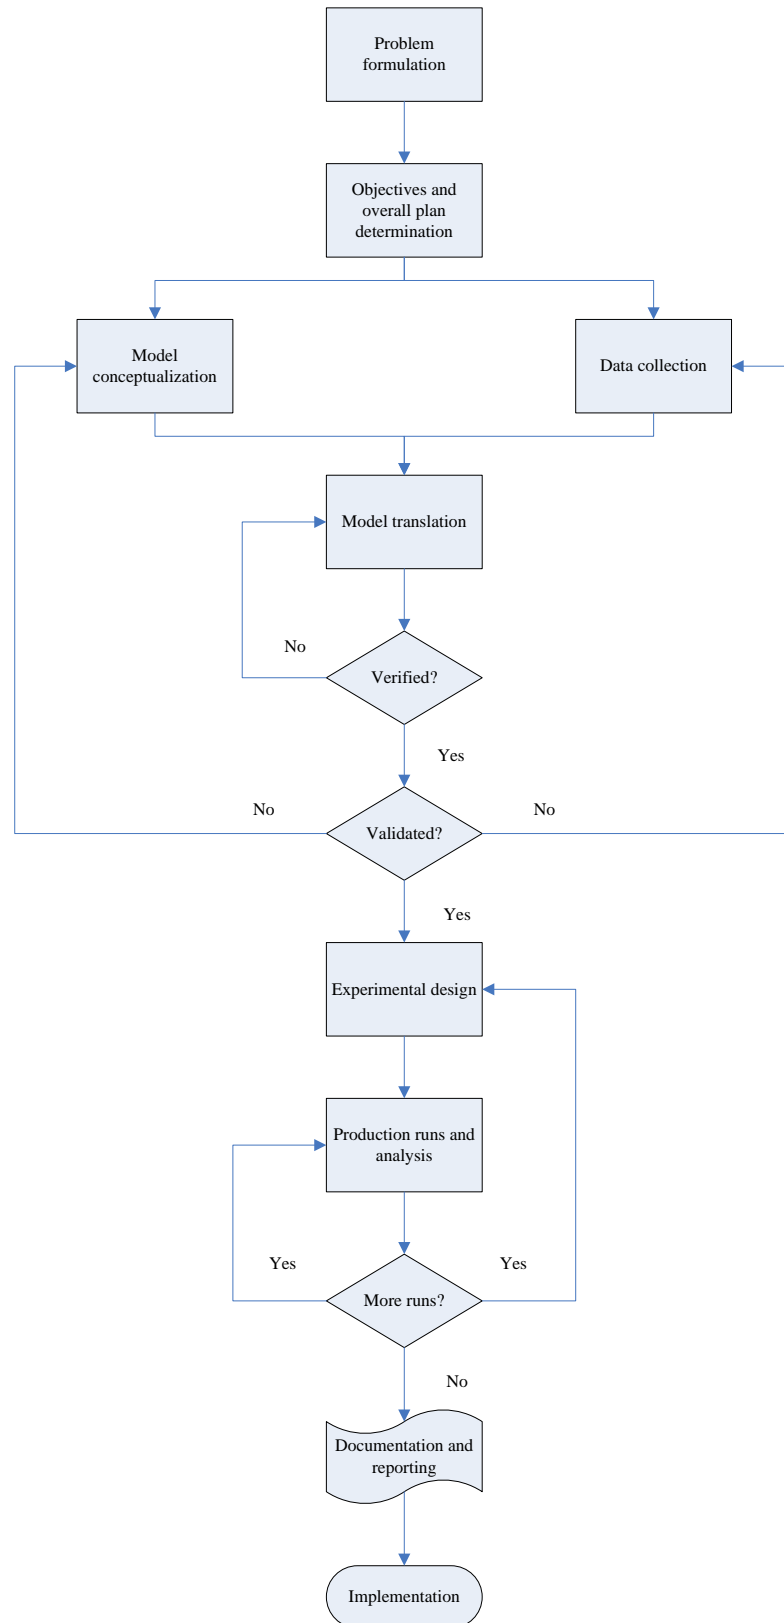 Problem
formulation
Objectives and
overall plan
determination
Model
conceptualization
Data collection
Model translation
No
Verified?
Yes
No
Validated?
No
Yes
Experimental design
Production runs and
analysis
Yes
Yes
More runs?
No
Documentation and
reporting
Implementation